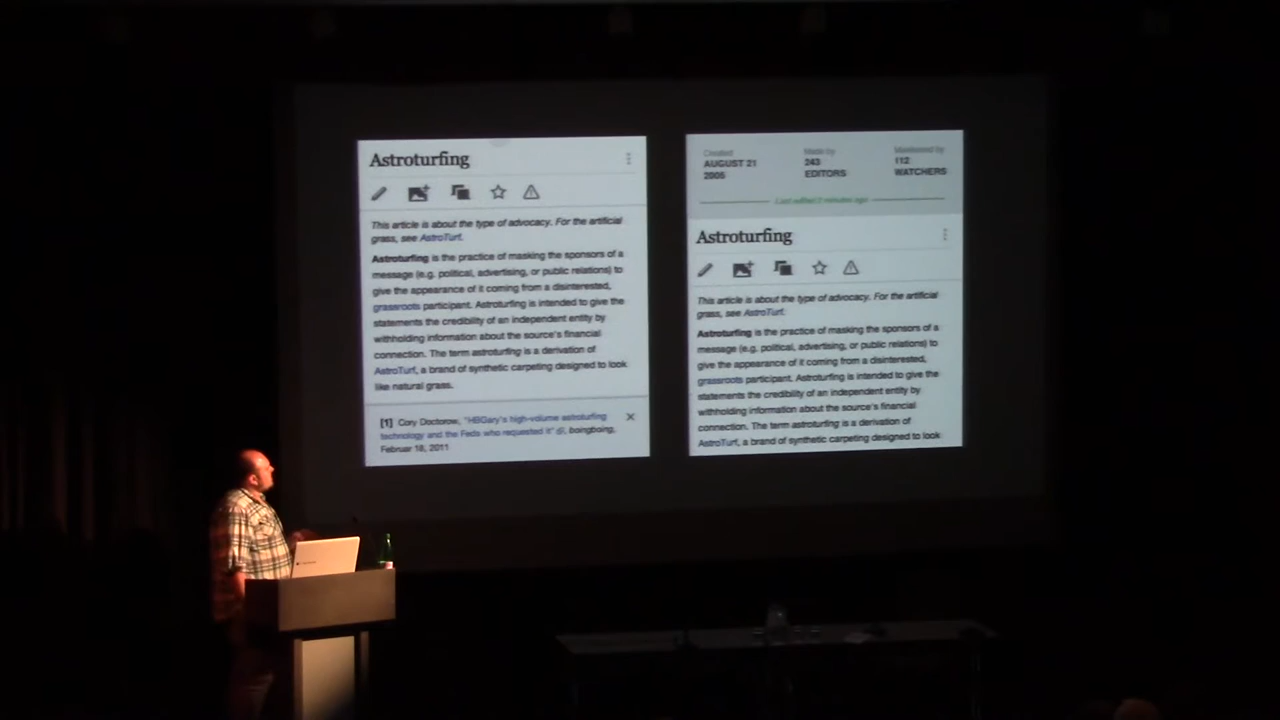 Astroturfing
This article is about the type of advocacy. For the artificial
grass, see AstroTurf.
Astroturfing is the practice of masking the sponsors of a
message (e.g. political, advertising, or public relations) to
give the appearance of it coming from a disinterested,
grassroots participant. Astroturfing is intended to give the
statements the credibility of an independent entity by
withholding information about the source's financial
connection. The term astroturfing is a derivation of
AstroTurf, a brand of synthetic carpeting designed to look
like natural grass.
[1] Cory Doctorow, "HBGary's high-volume astroturfing
technology and the Feds who requested it", boingboing,
Februar 18, 2011
Created
AUGUST 21
2005
Made by
243
EDITORS
Maintained by
112
WATCHERS
Last edited 2 minutes ago
Astroturfing
This article is about the type of advocacy. For the artificial
grass, see AstroTurf.
Astroturfing is the practice of masking the sponsors of a
message (e.g. political, advertising, or public relations) to
give the appearance of it coming from a disinterested,
grassroots participant. Astroturfing is intended to give the
statements the credibility of an independent entity by
withholding information about the source's financial
connection. The term astroturfing is a derivation of
AstroTurf, a brand of synthetic carpeting designed to look